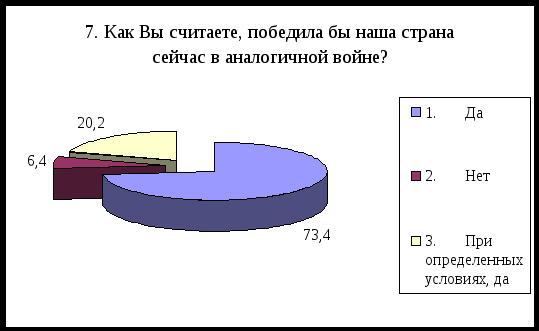 7. Как Вы считаете, победила бы наша страна
сейчас в аналогичной войне?
20,2
6,4
73,4
1. Да
2. Нет
3. При
определенных
условиях, да